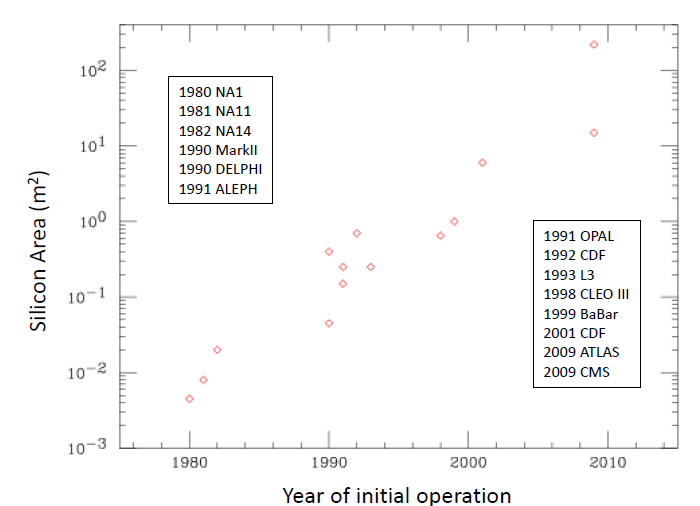 10²
10¹
10⁰
10⁻¹
10⁻²
10⁻³
Silicon Area (m²)
1980 NA1
1981 NA11
1982 NA14
1990 MarkII
1990 DELPHI
1991 ALEPH
1991 OPAL
1992 CDF
1993 L3
1998 CLEO III
1999 BaBar
2001 CDF
2009 ATLAS
2009 CMS
1980 1990 2000 2010
Year of initial operation